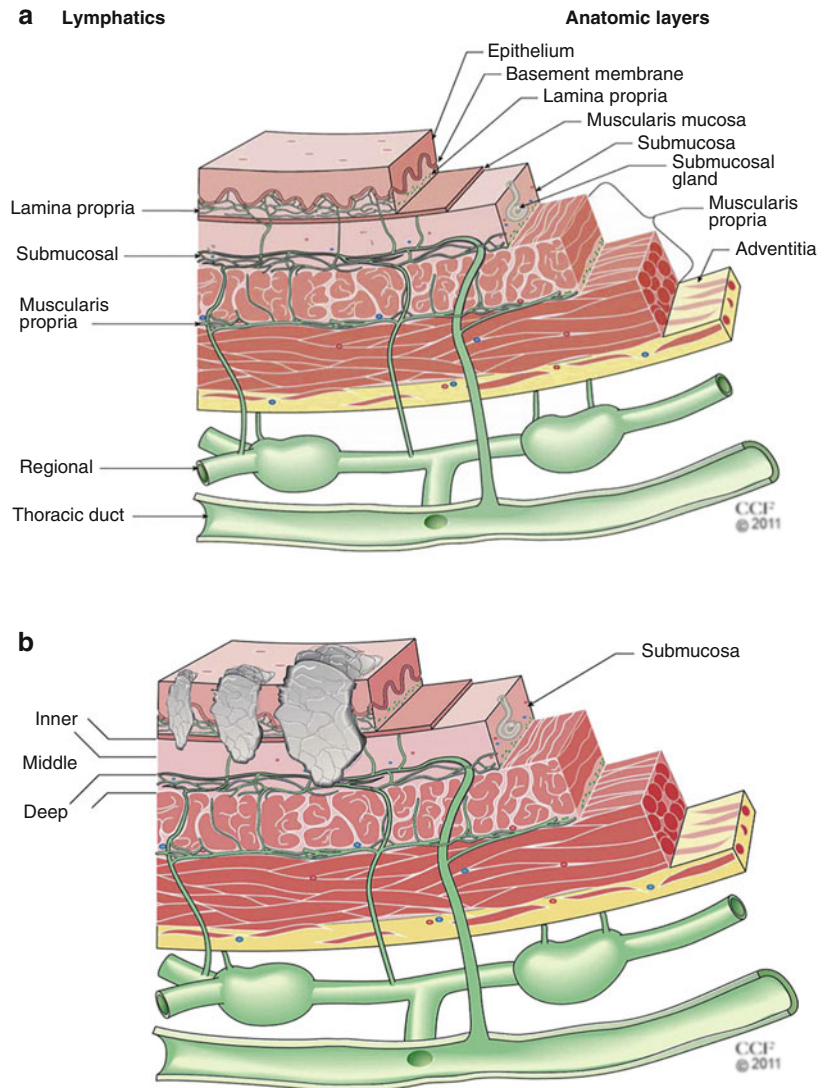 a Lymphatics Anatomic layers
Epithelium
Basement membrane
Lamina propria
Muscularis mucosa
Submucosa
Submucosal
gland
Muscularis
propria
Adventitia
Lamina propria
Submucosal
Muscularis
propria
Regional
Thoracic duct
CCF
© 2011
b
Submucosa
Inner
Middle
Deep
CCF
© 2011